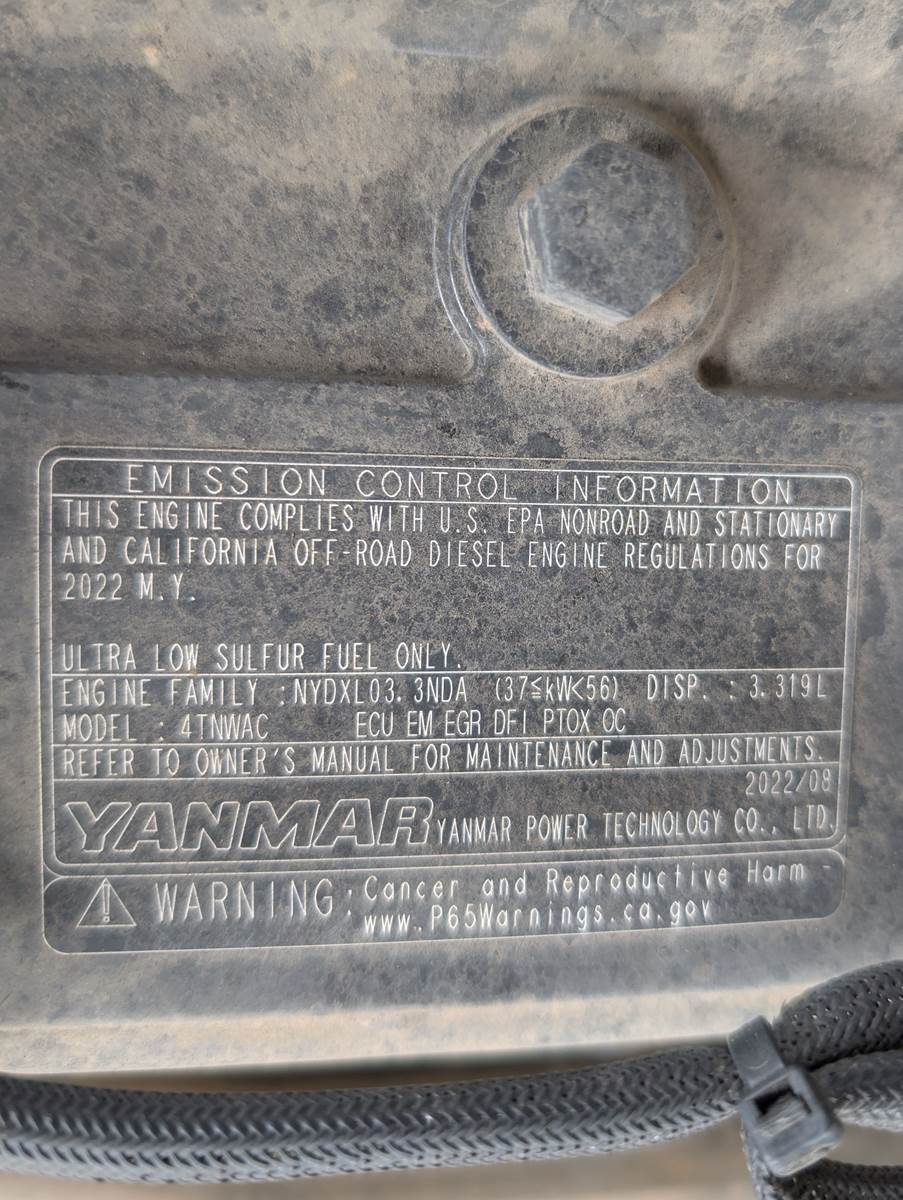 EMISSION CONTROL INFORMATION
THIS ENGINE COMPLIES WITH U.S. EPA NONROAD AND STATIONARY
AND CALIFORNIA OFF-ROAD DIESEL ENGINE REGULATIONS FOR
2022 M.Y.
ULTRA LOW SULFUR FUEL ONLY.
ENGINE FAMILY :NYDXL03.3NDA (37≦kW<56) DISP. : 3.319L
MODEL : 4TNWAC ECU EM EGR DFI PTOX OC
REFER TO OWNER'S MANUAL FOR MAINTENANCE AND ADJUSTMENTS.
2022/08
YANMAR YANMAR POWER TECHNOLOGY CO., LTD.
WARNING: Cancer and Reproductive Harm -
www.P65Warnings.ca.gov